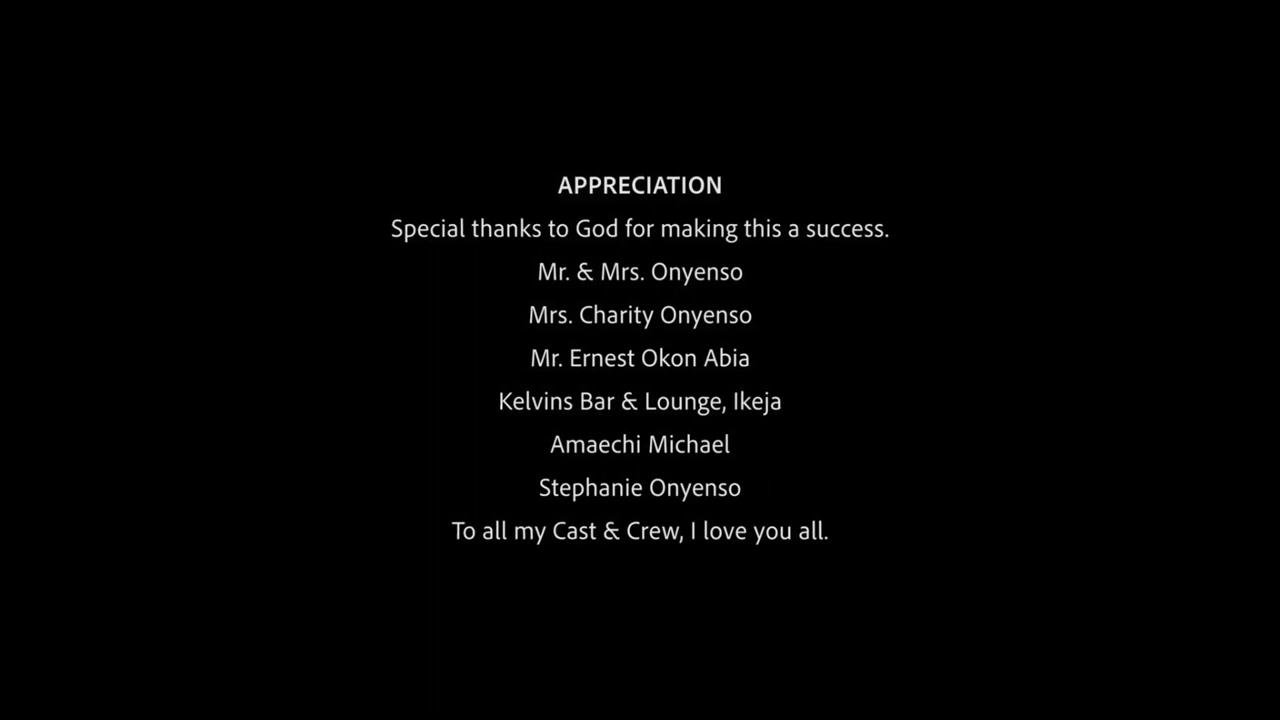 APPRECIATION
Special thanks to God for making this a success.
Mr. & Mrs. Onyenso
Mrs. Charity Onyenso
Mr. Ernest Okon Abia
Kelvins Bar & Lounge, Ikeja
Amaechi Michael
Stephanie Onyenso
To all my Cast & Crew, I love you all.